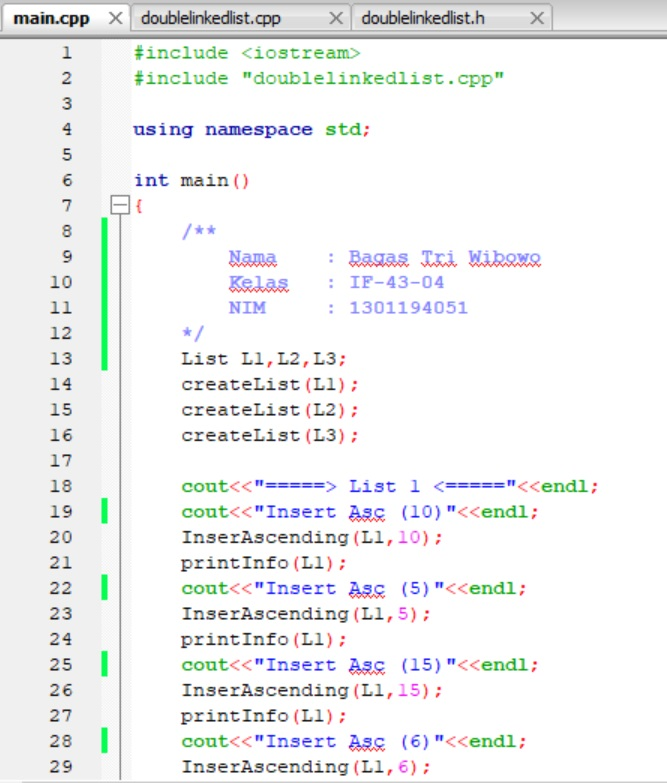 main.cpp doublelinkedlist.cpp doublelinkedlist.h
1 #include <iostream>
2 #include "doublelinkedlist.cpp"
3
4 using namespace std;
5
6 int main()
7 {
8 /**
9 Nama : Bagas Tri Wibowo
10 Kelas : IF-43-04
11 NIM : 1301194051
12 */
13 List L1,L2,L3;
14 createList(L1);
15 createList(L2);
16 createList(L3);
17
18 cout<<"=====> List 1 <====="<<endl;
19 cout<<"Insert Asc (10)"<<endl;
20 InserAscending(L1,10);
21 printInfo(L1);
22 cout<<"Insert Asc (5)"<<endl;
23 InserAscending(L1,5);
24 printInfo(L1);
25 cout<<"Insert Asc (15)"<<endl;
26 InserAscending(L1,15);
27 printInfo(L1);
28 cout<<"Insert Asc (6)"<<endl;
29 InserAscending(L1,6);